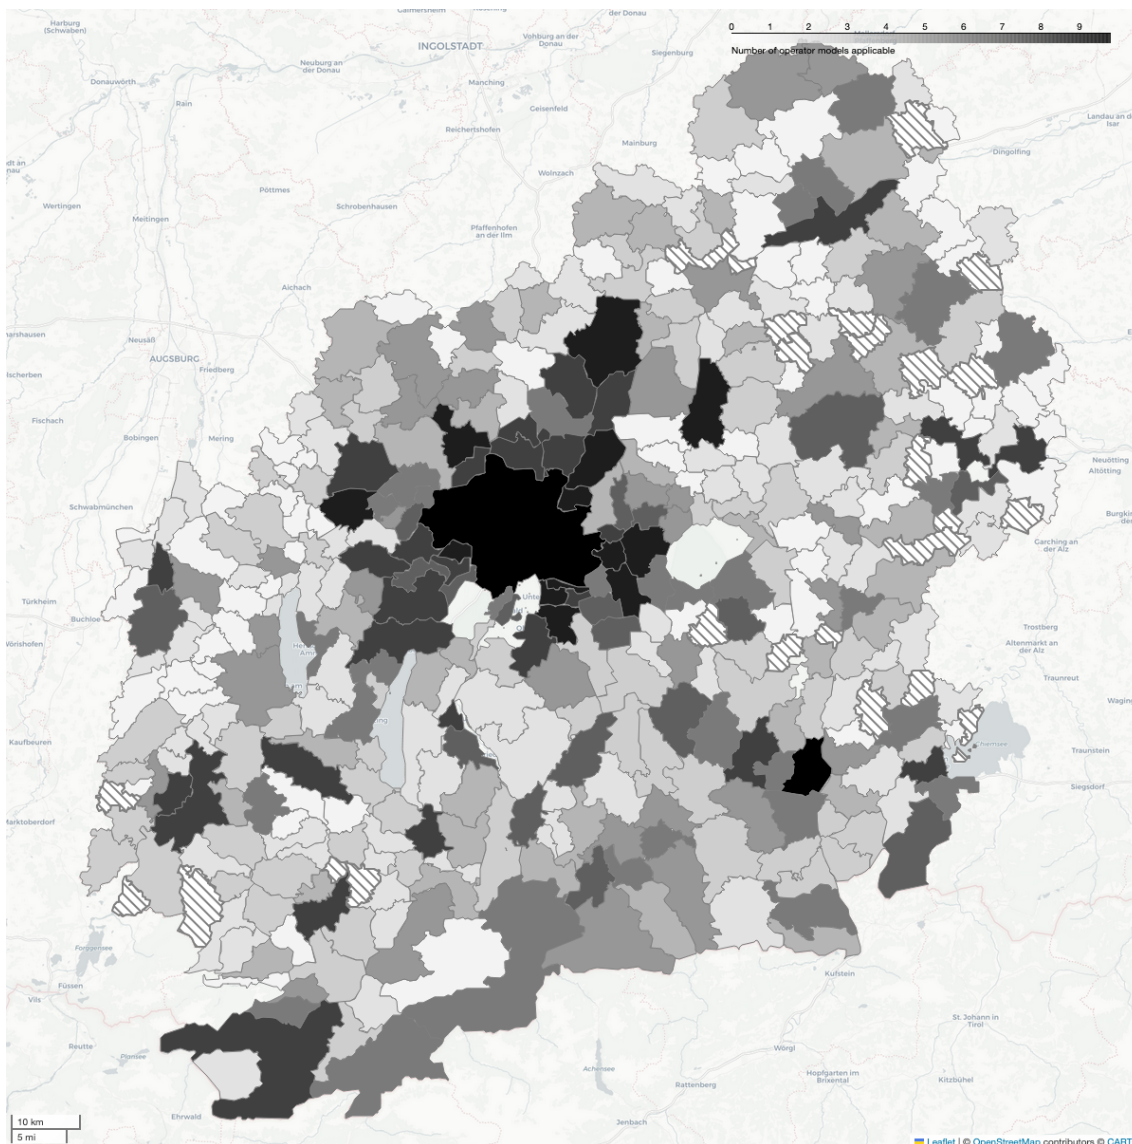 Harburg
(Schwaben)
der Donau
INGOLSTADT
Vohburg an der
Donau
Siegenburg
0 1 2 3 4 5 6 7 8 9
Number of operator models applicable
Neuburg an
der Donau
Donauwörth
Manching
Rain
Geisenfeld
Reichertshofen
Landau an d
Isar
Mainburg
Dingolfing
Wolnzach
Pöttmes
Wertingen
Schrobenhausen
Meitingen
Pfaffenhofen
an der Ilm
Aichach
Neusäß
AUGSBURG
Friedberg
Fischach
Bobingen
Mering
Neuötting
Altötting
Schwabmünchen
Burgki
Garching an
der Alz
Türkheim
Buchloe
Trostberg
Altenmarkt an
der Alz
Traunreut
Kaufbeuren
Traunstein
Siegsdorf
Marktoberdorf
Forggensee
Füssen
Vils
Kufstein
St. Johann in
Tirol
Reutte
Plansee
Wörgl
Achensee
Hopfgarten im
Brixental
Kitzbühel
Rattenberg
Ehrwald
Jenbach
10 km
5 mi
Leaflet | © OpenStreetMap contributors © CART